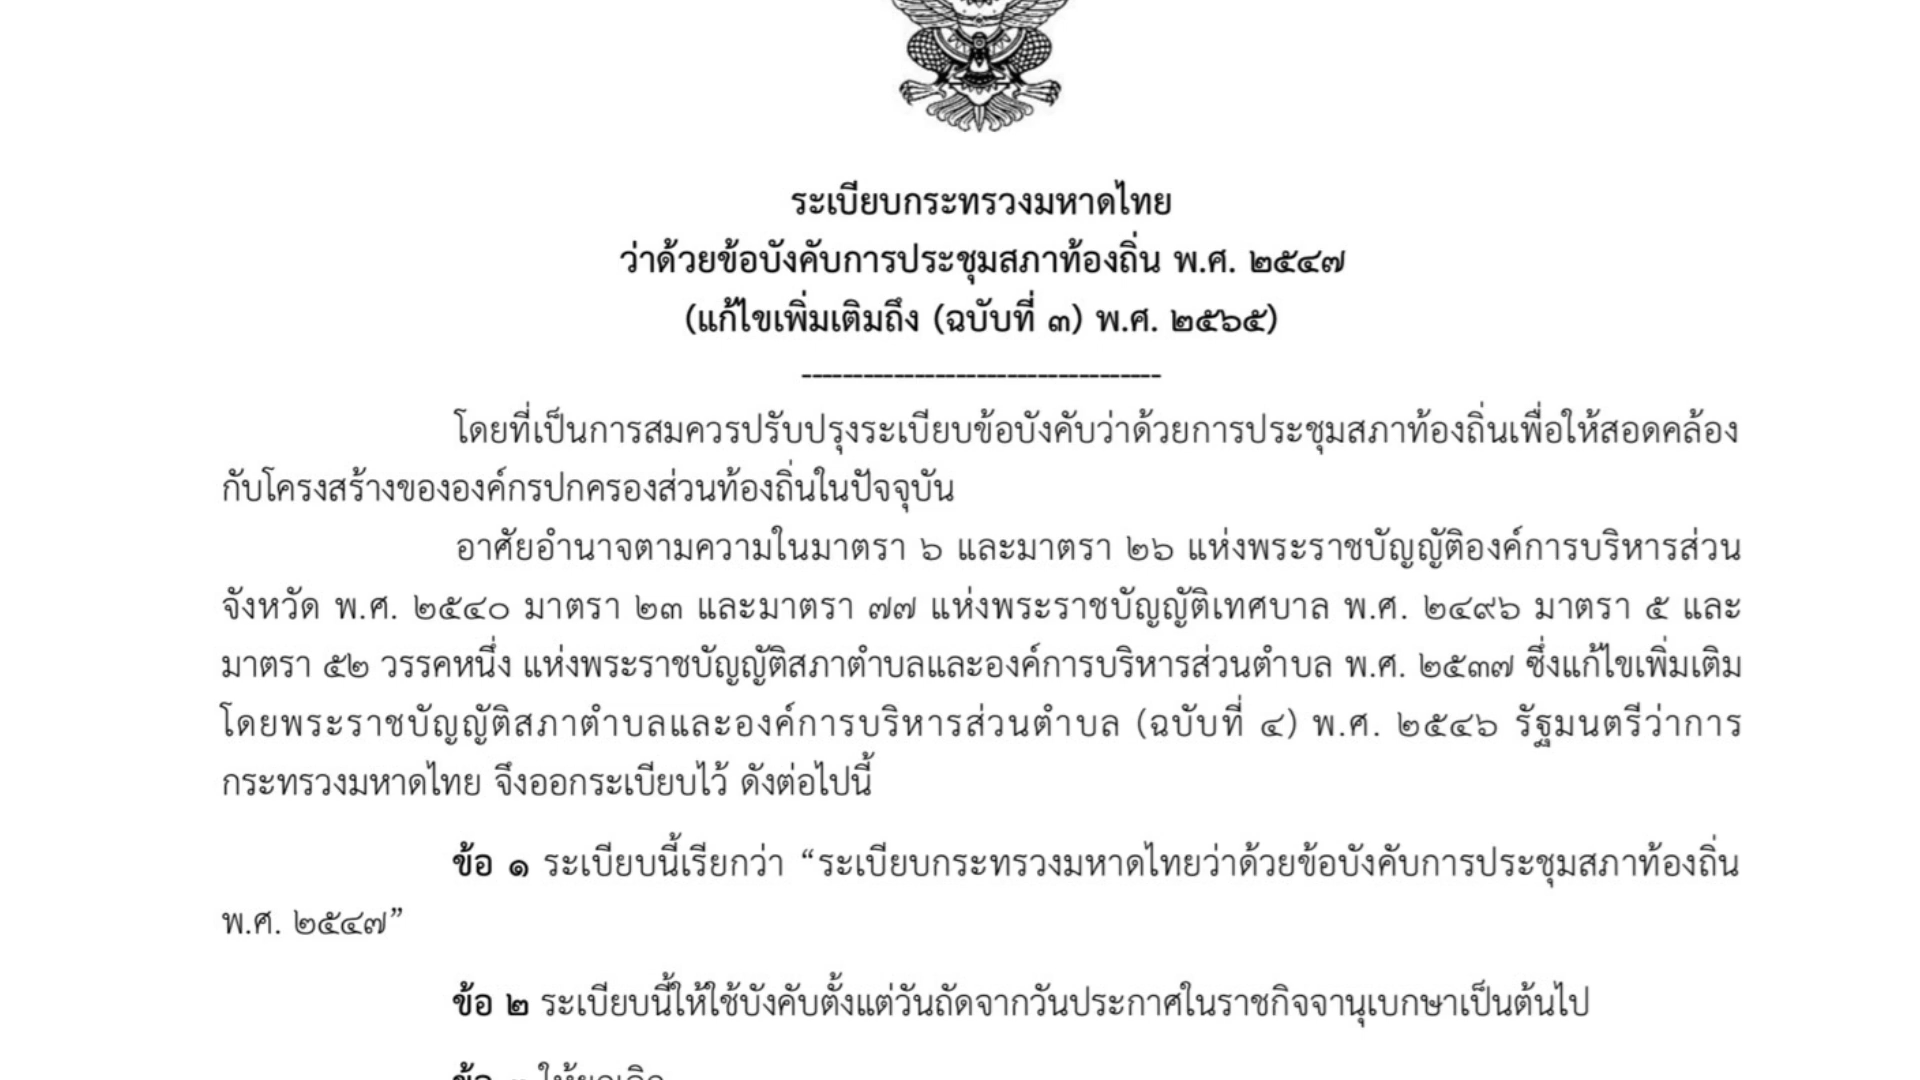 ระเบียบกระทรวงมหาดไทย
ว่าด้วยข้อบังคับการประชุมสภาท้องถิ่น พ.ศ. ๒๕๔๗
(แก้ไขเพิ่มเติมถึง (ฉบับที่ ๓) พ.ศ. ๒๕๖๕)
-----------------------------------
โดยที่เป็นการสมควรปรับปรุงระเบียบข้อบังคับว่าด้วยการประชุมสภาท้องถิ่นเพื่อให้สอดคล้อง
กับโครงสร้างขององค์กรปกครองส่วนท้องถิ่นในปัจจุบัน
อาศัยอำนาจตามความในมาตรา ๖ และมาตรา ๒๖ แห่งพระราชบัญญัติองค์การบริหารส่วน
จังหวัด พ.ศ. ๒๕๔๐ มาตรา ๒๓ และมาตรา ๗๗ แห่งพระราชบัญญัติเทศบาล พ.ศ. ๒๔๙๖ มาตรา ๕ และ
มาตรา ๕๒ วรรคหนึ่ง แห่งพระราชบัญญัติสภาตำบลและองค์การบริหารส่วนตำบล พ.ศ. ๒๕๓๗ ซึ่งแก้ไขเพิ่มเติม
โดยพระราชบัญญัติสภาตำบลและองค์การบริหารส่วนตำบล (ฉบับที่ ๔) พ.ศ. ๒๕๔๖ รัฐมนตรีว่าการ
กระทรวงมหาดไทย จึงออกระเบียบไว้ ดังต่อไปนี้
ข้อ ๑ ระเบียบนี้เรียกว่า “ระเบียบกระทรวงมหาดไทยว่าด้วยข้อบังคับการประชุมสภาท้องถิ่น
พ.ศ. ๒๕๔๗”
ข้อ ๒ ระเบียบนี้ให้ใช้บังคับตั้งแต่วันถัดจากวันประกาศในราชกิจจานุเบกษาเป็นต้นไป